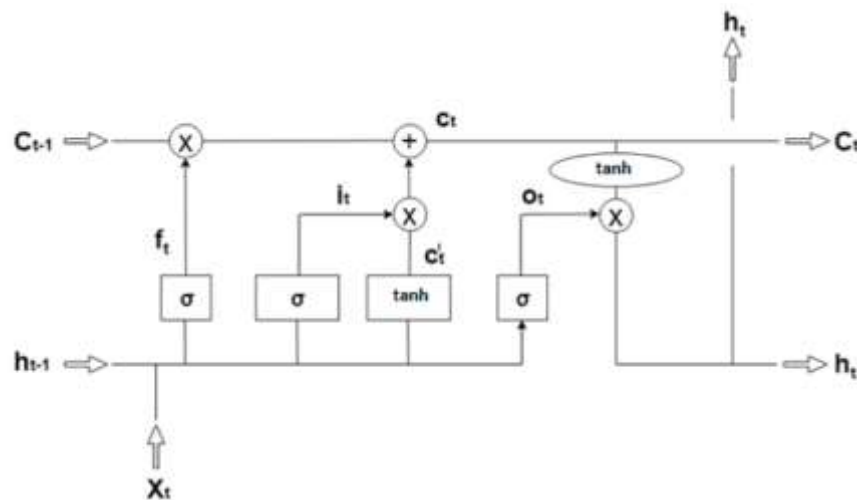 hₜ
Cₜ₋₁ X + cₜ Cₜ
tanh
iₜ X oₜ X
fₜ c'ₜ
σ σ tanh σ
hₜ₋₁ hₜ
Xₜ